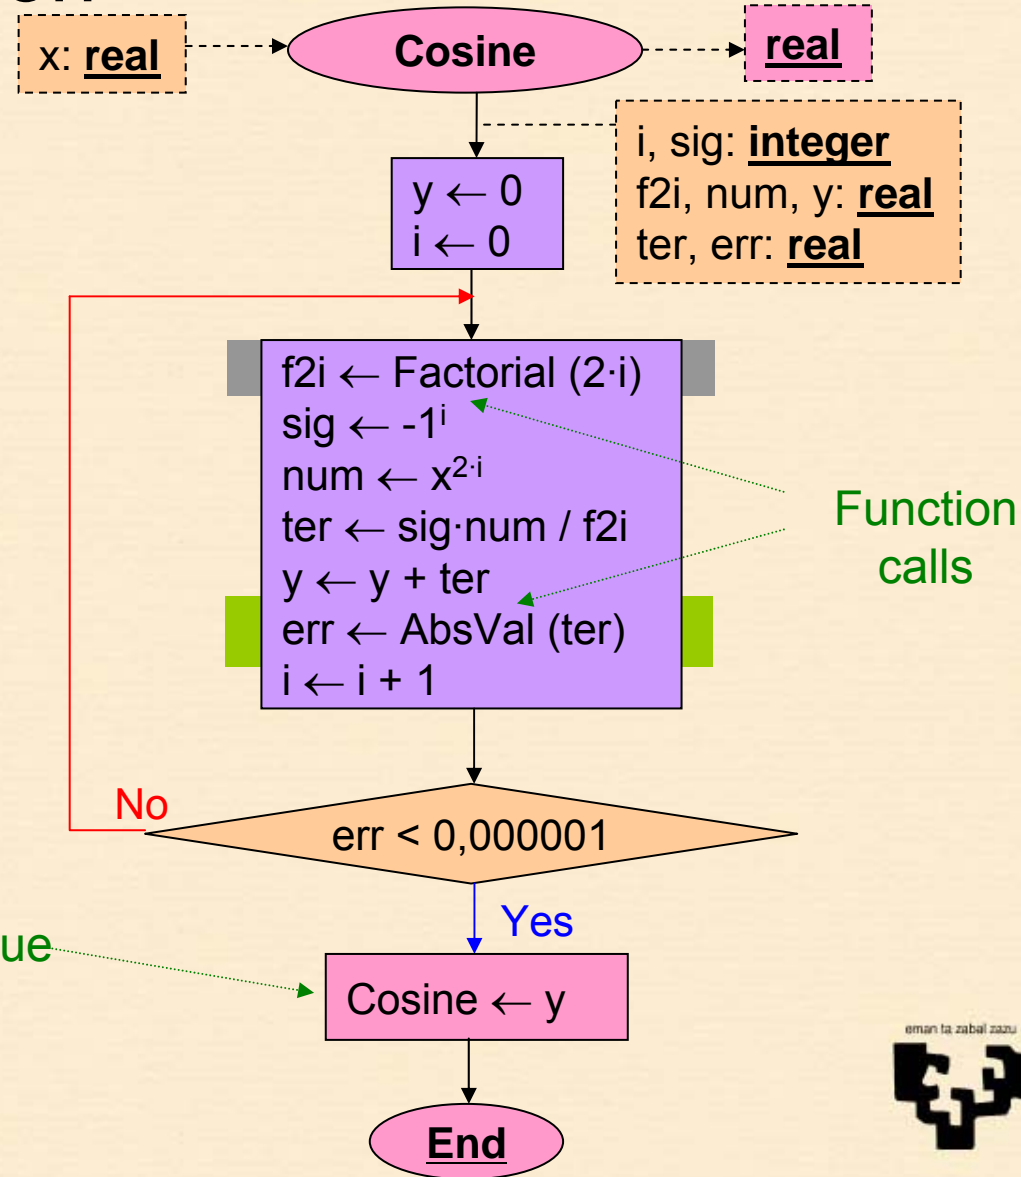 x: real
Cosine
real
i, sig: integer
f2i, num, y: real
ter, err: real
y ← 0
i ← 0
f2i ← Factorial (2·i)
sig ← -1ⁱ
num ← x²·ⁱ
ter ← sig·num / f2i
y ← y + ter
err ← AbsVal (ter)
i ← i + 1
Function
calls
No
err < 0,000001
Yes
ue
Cosine ← y
eman ta zabal zazu
End